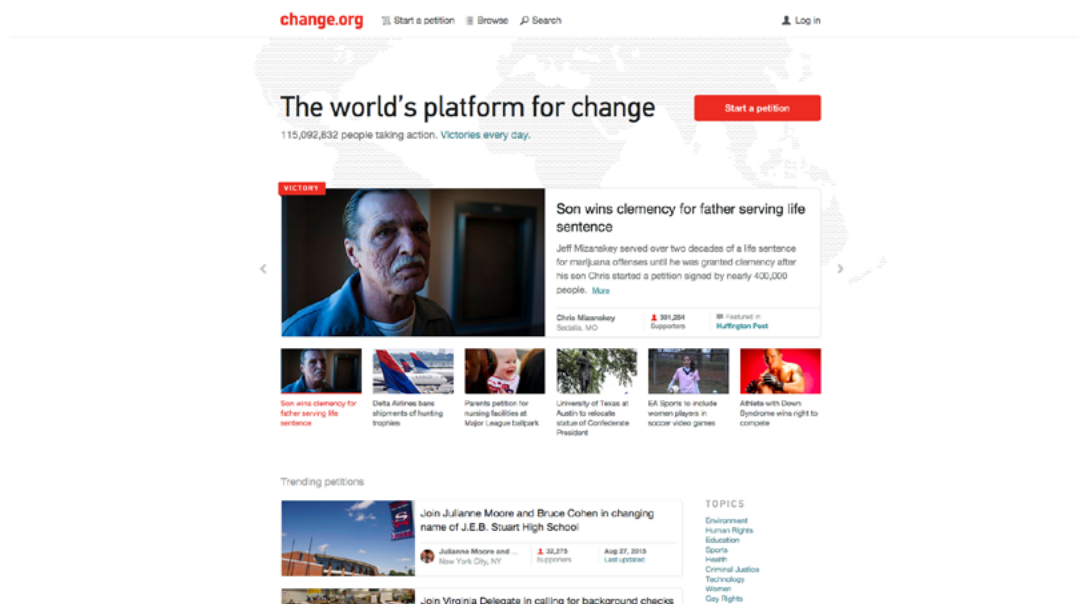 change.org
Start a petition
Browse
Search
Log in
The world's platform for change
Start a petition
115,092,832 people taking action. Victories every day.
VICTORY
Son wins clemency for father serving life
sentence
Jeff Mizanskey served over two decades of a life sentence
for marijuana offenses until he was granted clemency after
his son Chris started a petition signed by nearly 400,000
people. More
Chris Mizanskey
Sedalia, MO
Supporters
Featured in
Huffington Post
Son wins clemency for
father serving life
sentence
Delta Airlines bans
shipments of hunting
trophies
Parents petition for
nursing facilities at
Major League ballpark
University of Texas at
Austin to relocate
statue of Confederate
President
EA Sports to include
women players in
soccer video games
Athlete with Down
Syndrome wins right to
compete
Trending petitions
Join Julianne Moore and Bruce Cohen in changing
name of J.E.B. Stuart High School
Julianne Moore and ...
New York City, NY
32,275
Supporters
Aug 27, 2015
Last updated
Join Virginia Delegate in calling for background checks
TOPICS
Environment
Human Rights
Education
Sports
Health
Criminal Justice
Technology
Women
Gay Rights